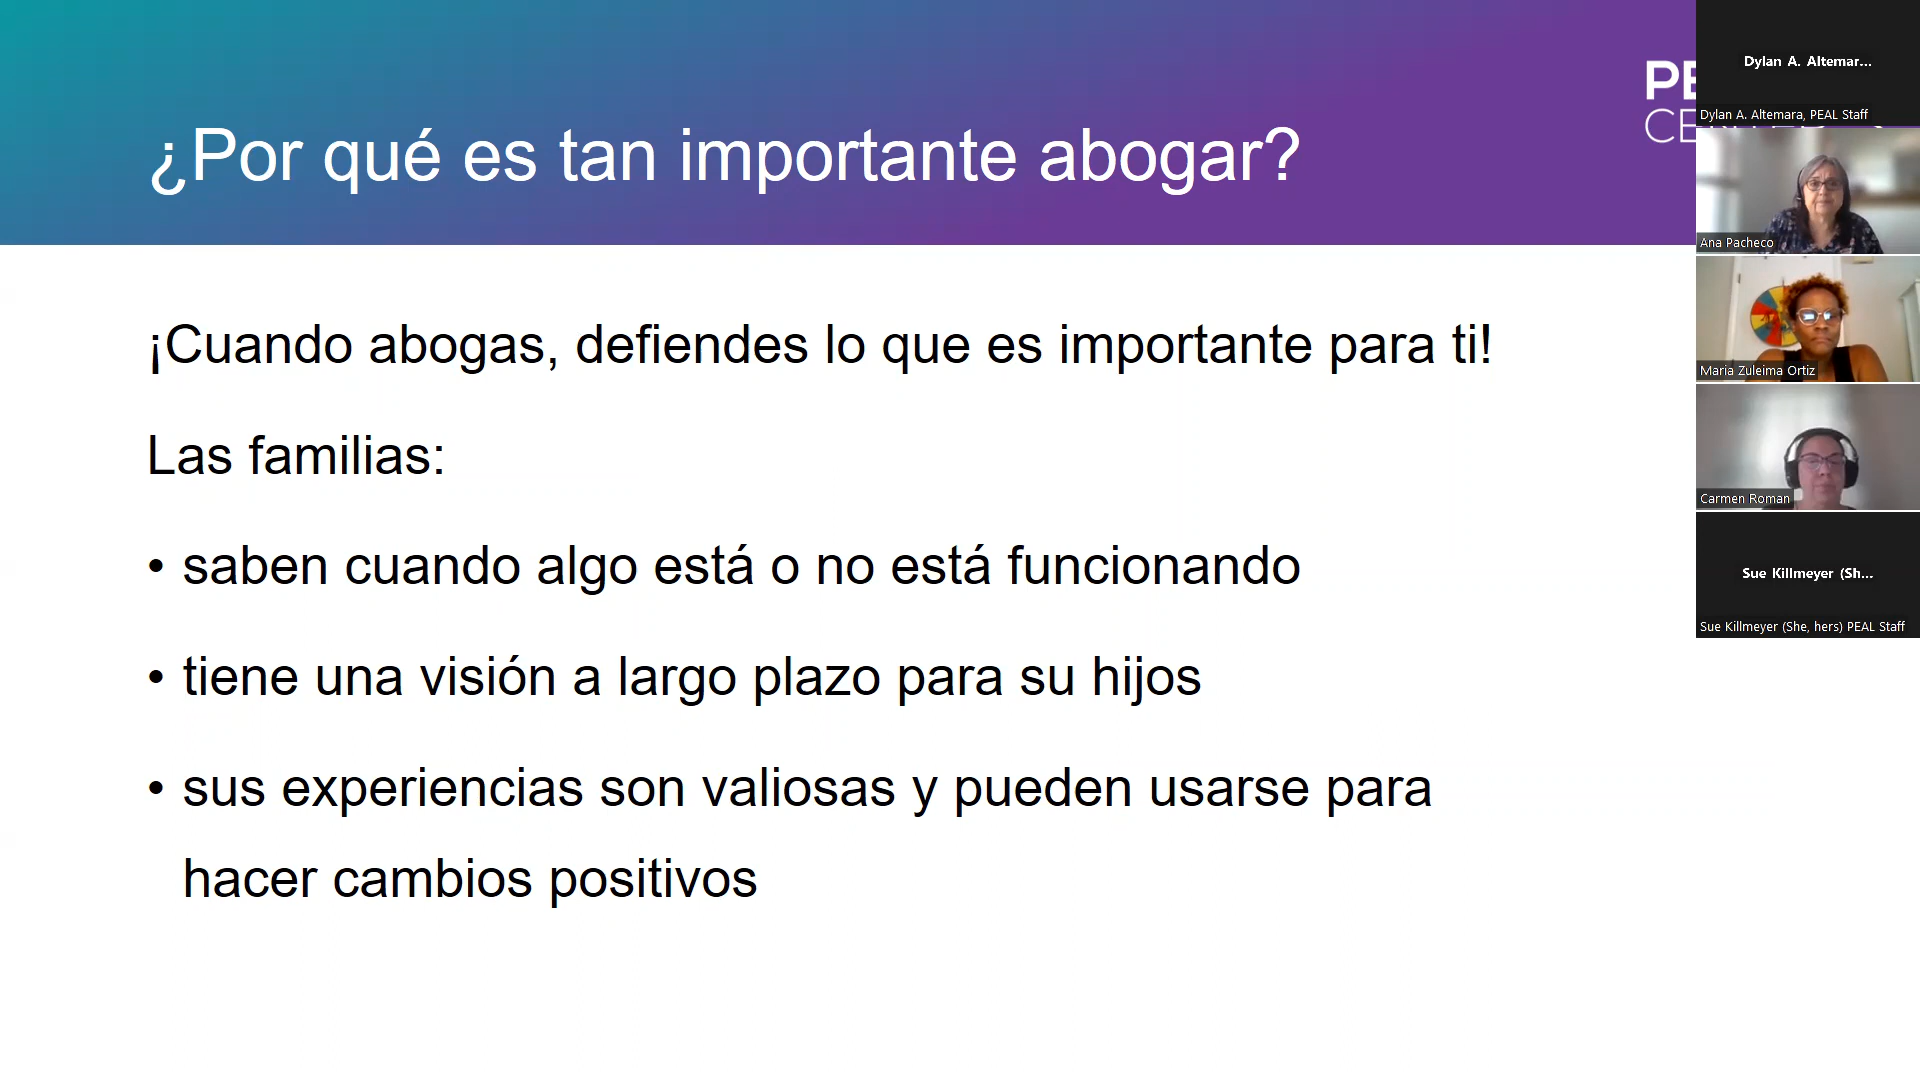 ¿Por qué es tan importante abogar?
¡Cuando abogas, defiendes lo que es importante para ti!
Las familias:
• saben cuando algo está o no está funcionando
• tiene una visión a largo plazo para su hijos
• sus experiencias son valiosas y pueden usarse para
hacer cambios positivos
Dylan A. Altemar...
Dylan A. Altemara, PEAL Staff
Ana Pacheco
Maria Zuleima Ortiz
Carmen Roman
Sue Killmeyer (Sh...
Sue Killmeyer (She, hers) PEAL Staff